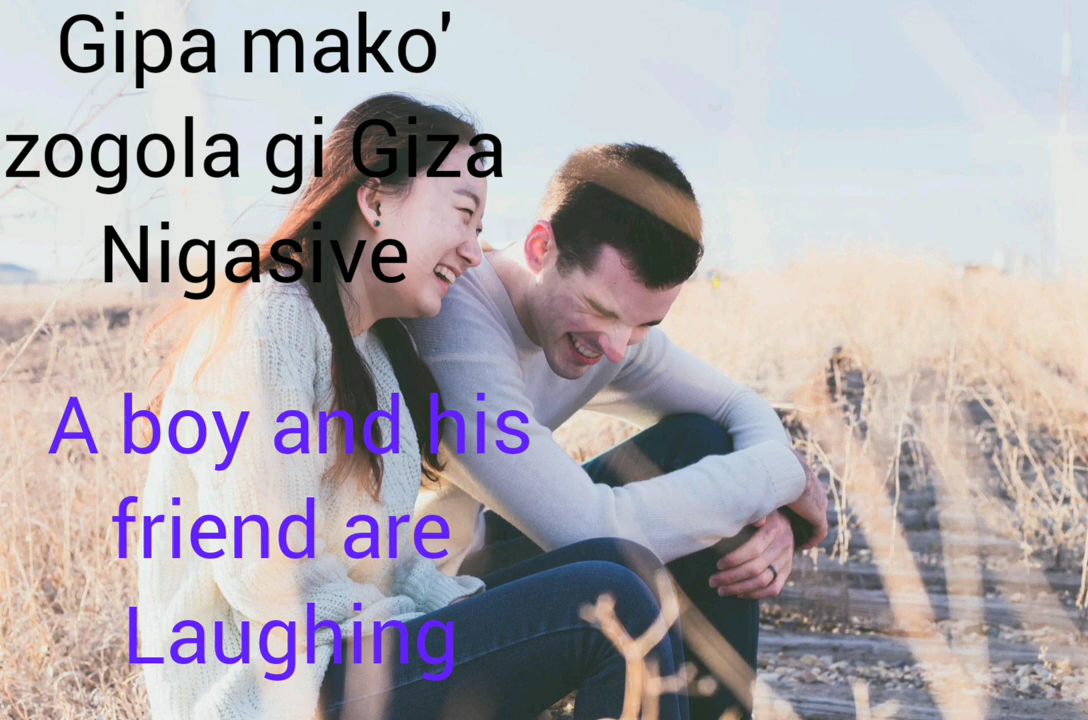 Gipa mako'
zogola gi Giza
Nigasive
A boy and his
friend are
Laughing